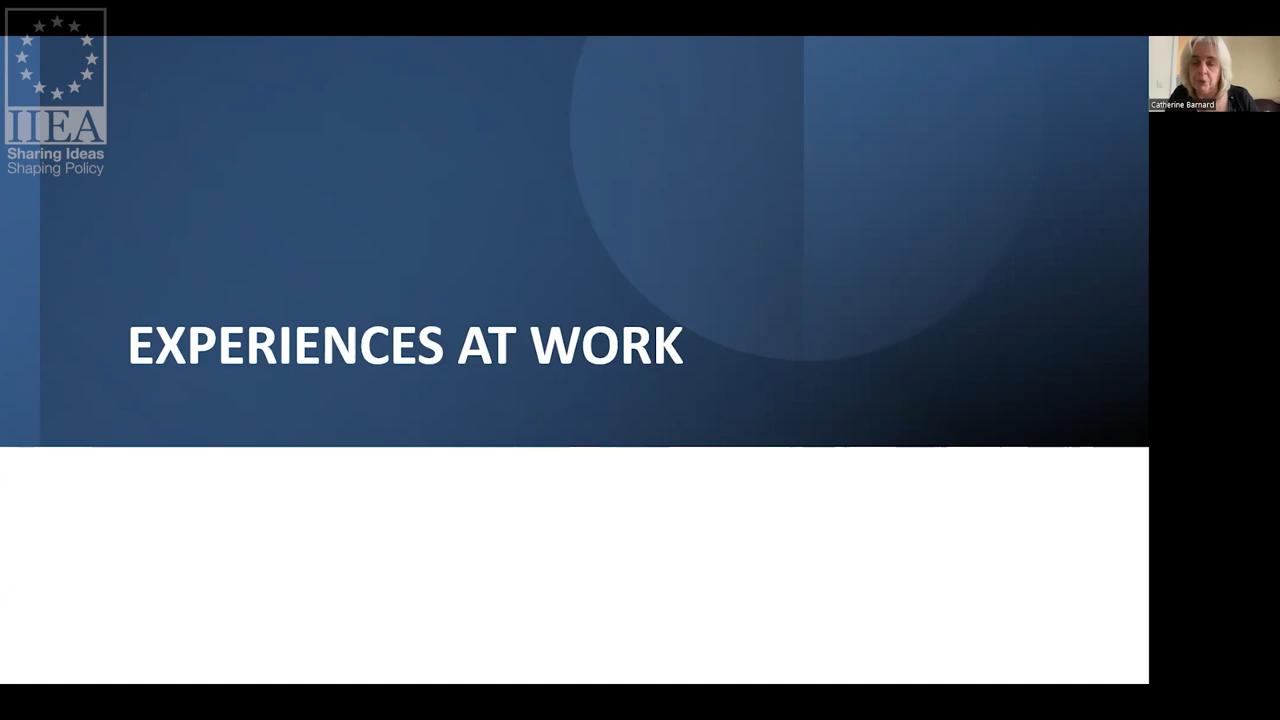 IIEA
Sharing Ideas
Shaping Policy
Catherine Barnard
EXPERIENCES AT WORK